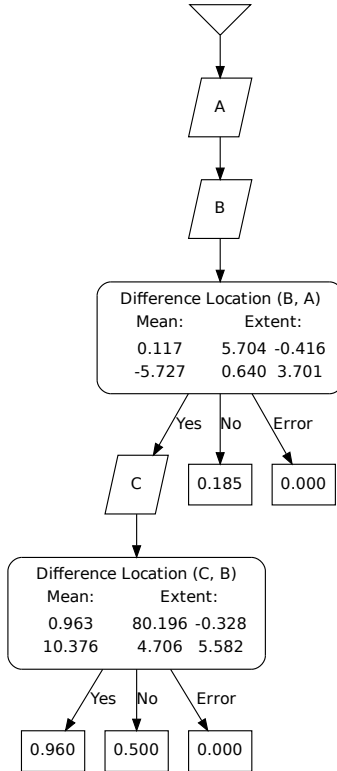 A
B
Difference Location (B, A)
Mean: Extent:
0.117 5.704 -0.416
-5.727 0.640 3.701
Yes No Error
C 0.185 0.000
Difference Location (C, B)
Mean: Extent:
0.963 80.196 -0.328
10.376 4.706 5.582
Yes No Error
0.960 0.500 0.000